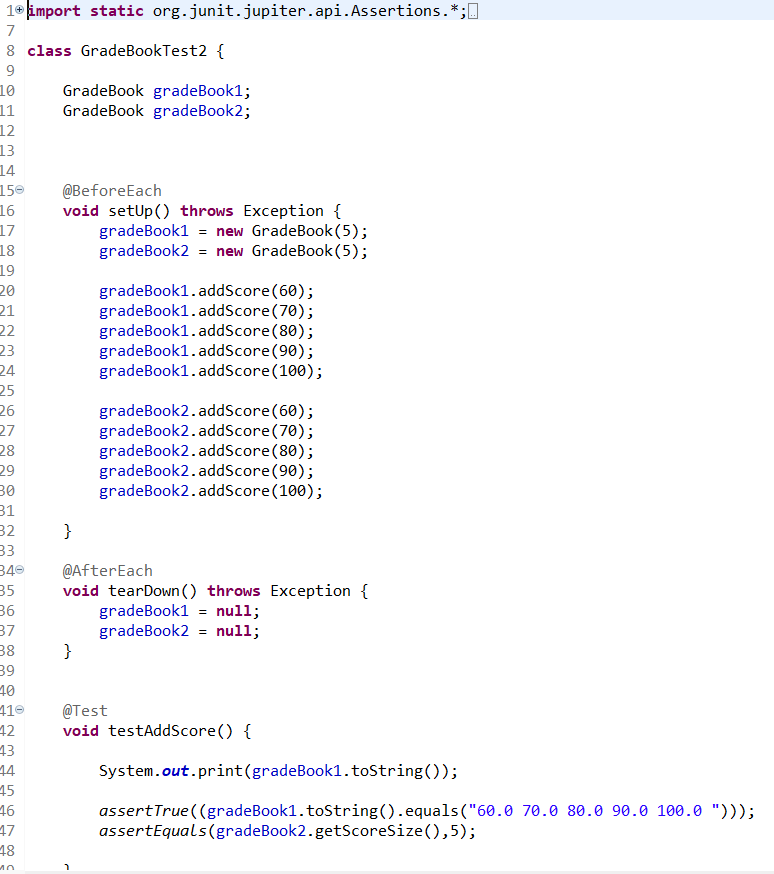 1 import static org.junit.jupiter.api.Assertions.*;
7
8 class GradeBookTest2 {
9
10     GradeBook gradeBook1;
11     GradeBook gradeBook2;
12
13
14
15     @BeforeEach
16     void setUp() throws Exception {
17         gradeBook1 = new GradeBook(5);
18         gradeBook2 = new GradeBook(5);
19
20         gradeBook1.addScore(60);
21         gradeBook1.addScore(70);
22         gradeBook1.addScore(80);
23         gradeBook1.addScore(90);
24         gradeBook1.addScore(100);
25
26         gradeBook2.addScore(60);
27         gradeBook2.addScore(70);
28         gradeBook2.addScore(80);
29         gradeBook2.addScore(90);
30         gradeBook2.addScore(100);
31
32     }
33
34     @AfterEach
35     void tearDown() throws Exception {
36         gradeBook1 = null;
37         gradeBook2 = null;
38     }
39
40
41     @Test
42     void testAddScore() {
43
44         System.out.print(gradeBook1.toString());
45
46         assertTrue((gradeBook1.toString().equals("60.0 70.0 80.0 90.0 100.0 ")));
47         assertEquals(gradeBook2.getScoreSize(),5);
48